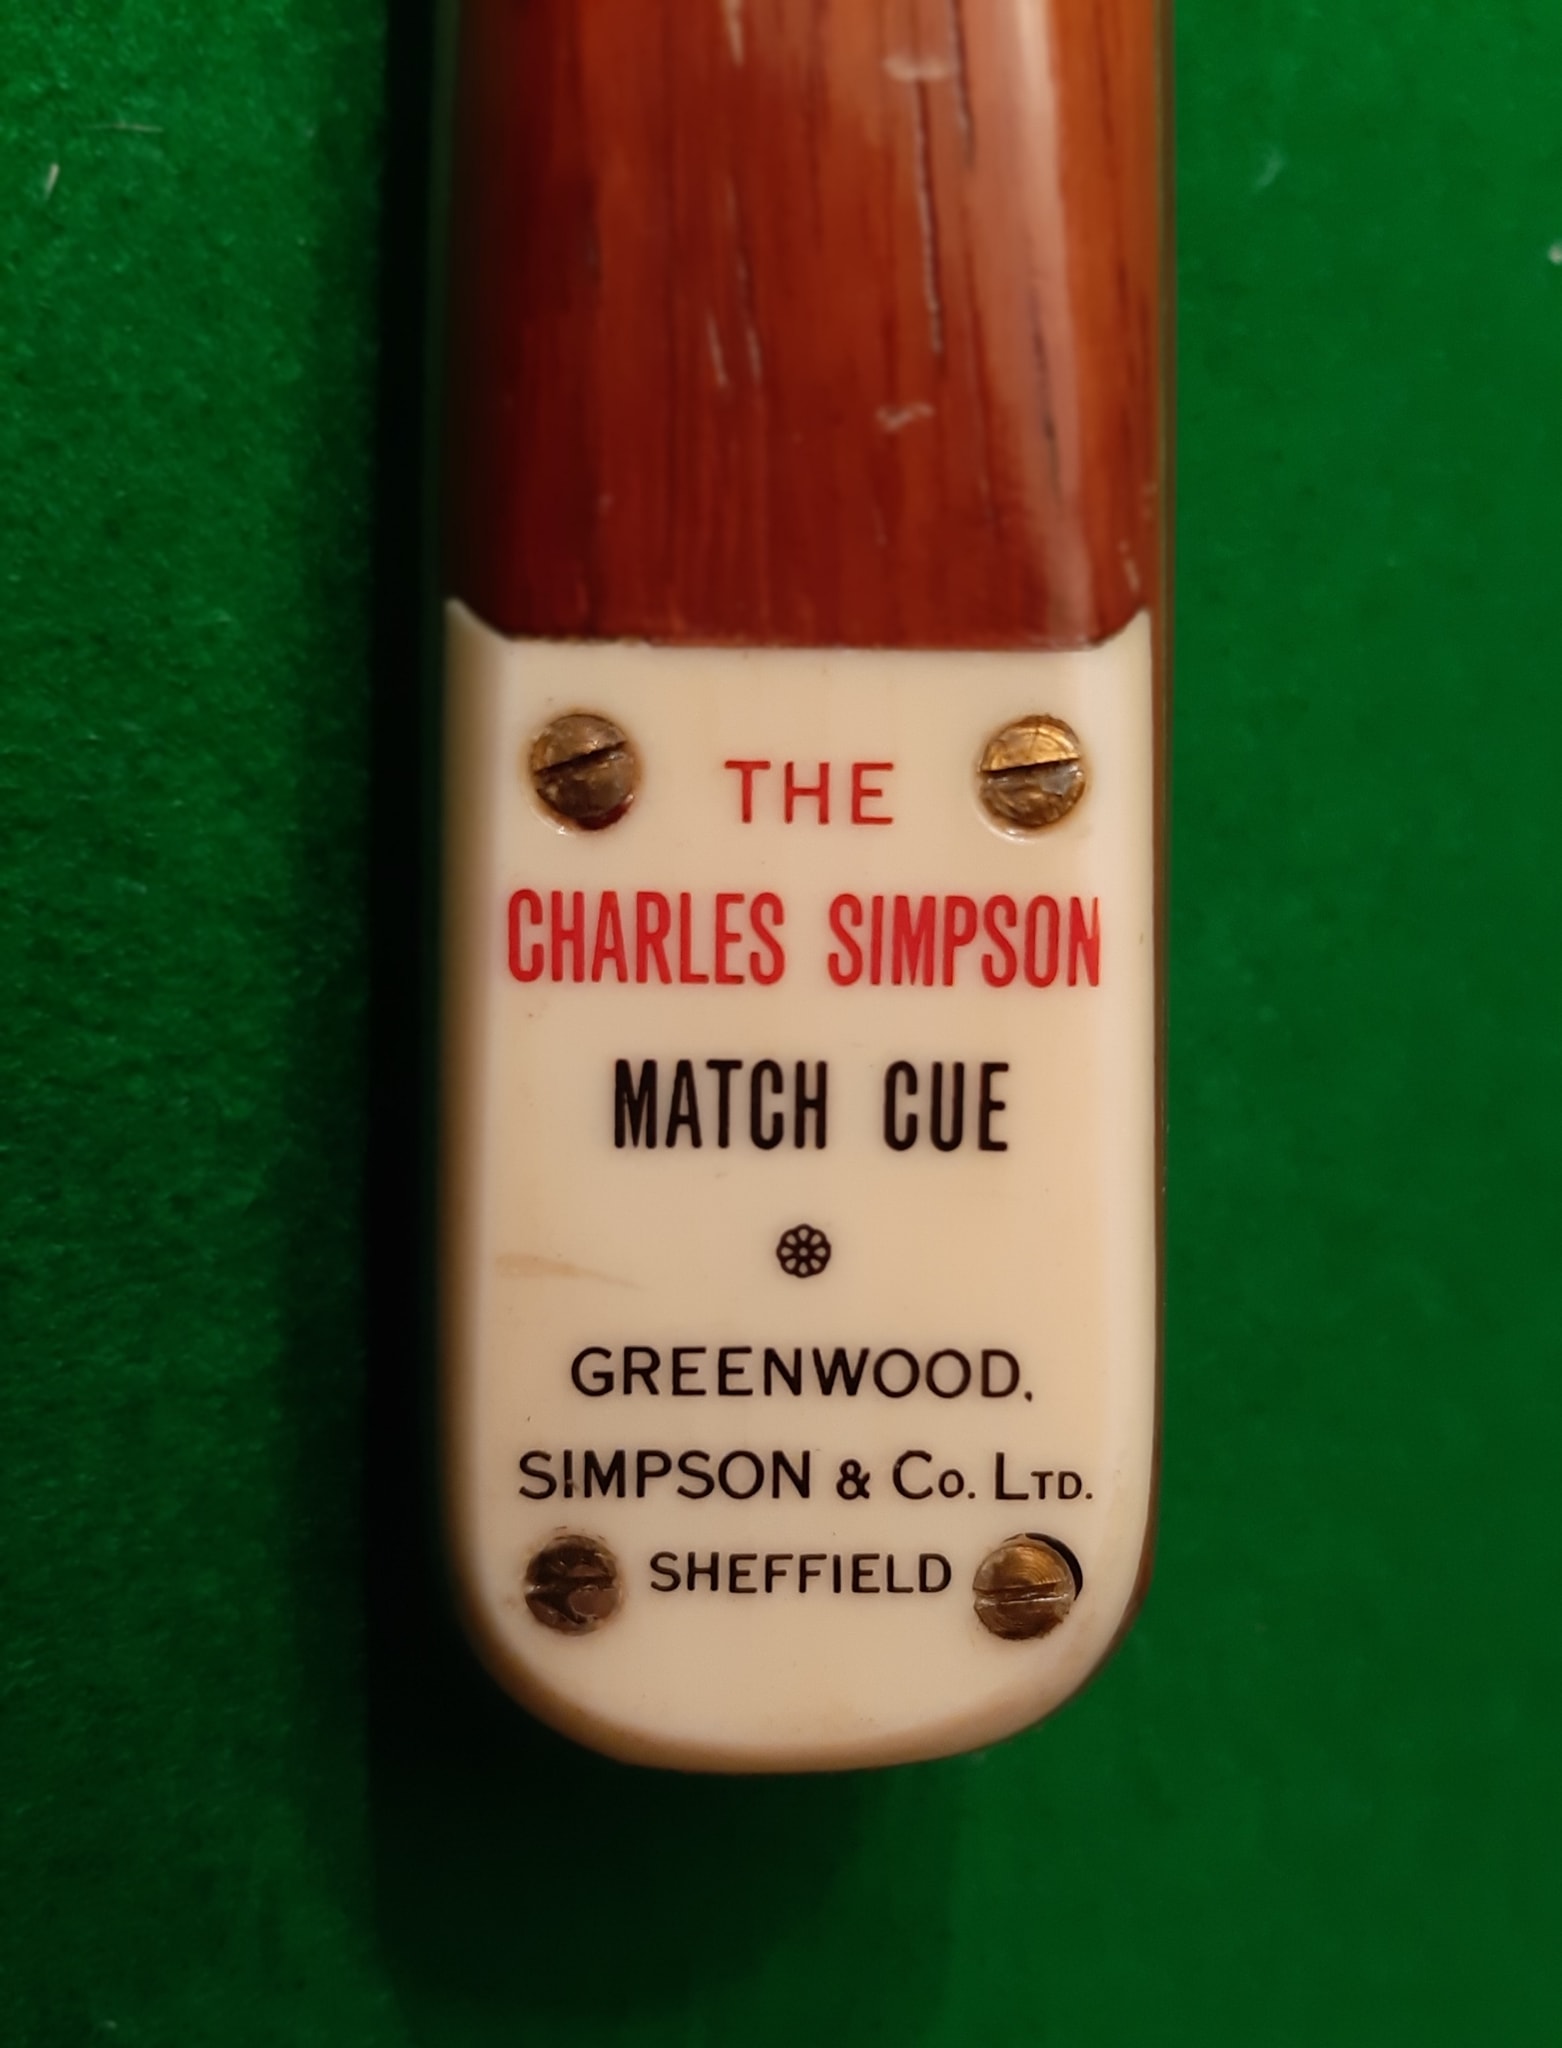 THE
CHARLES SIMPSON
MATCH CUE
GREENWOOD,
SIMPSON & Co. LTD.
SHEFFIELD